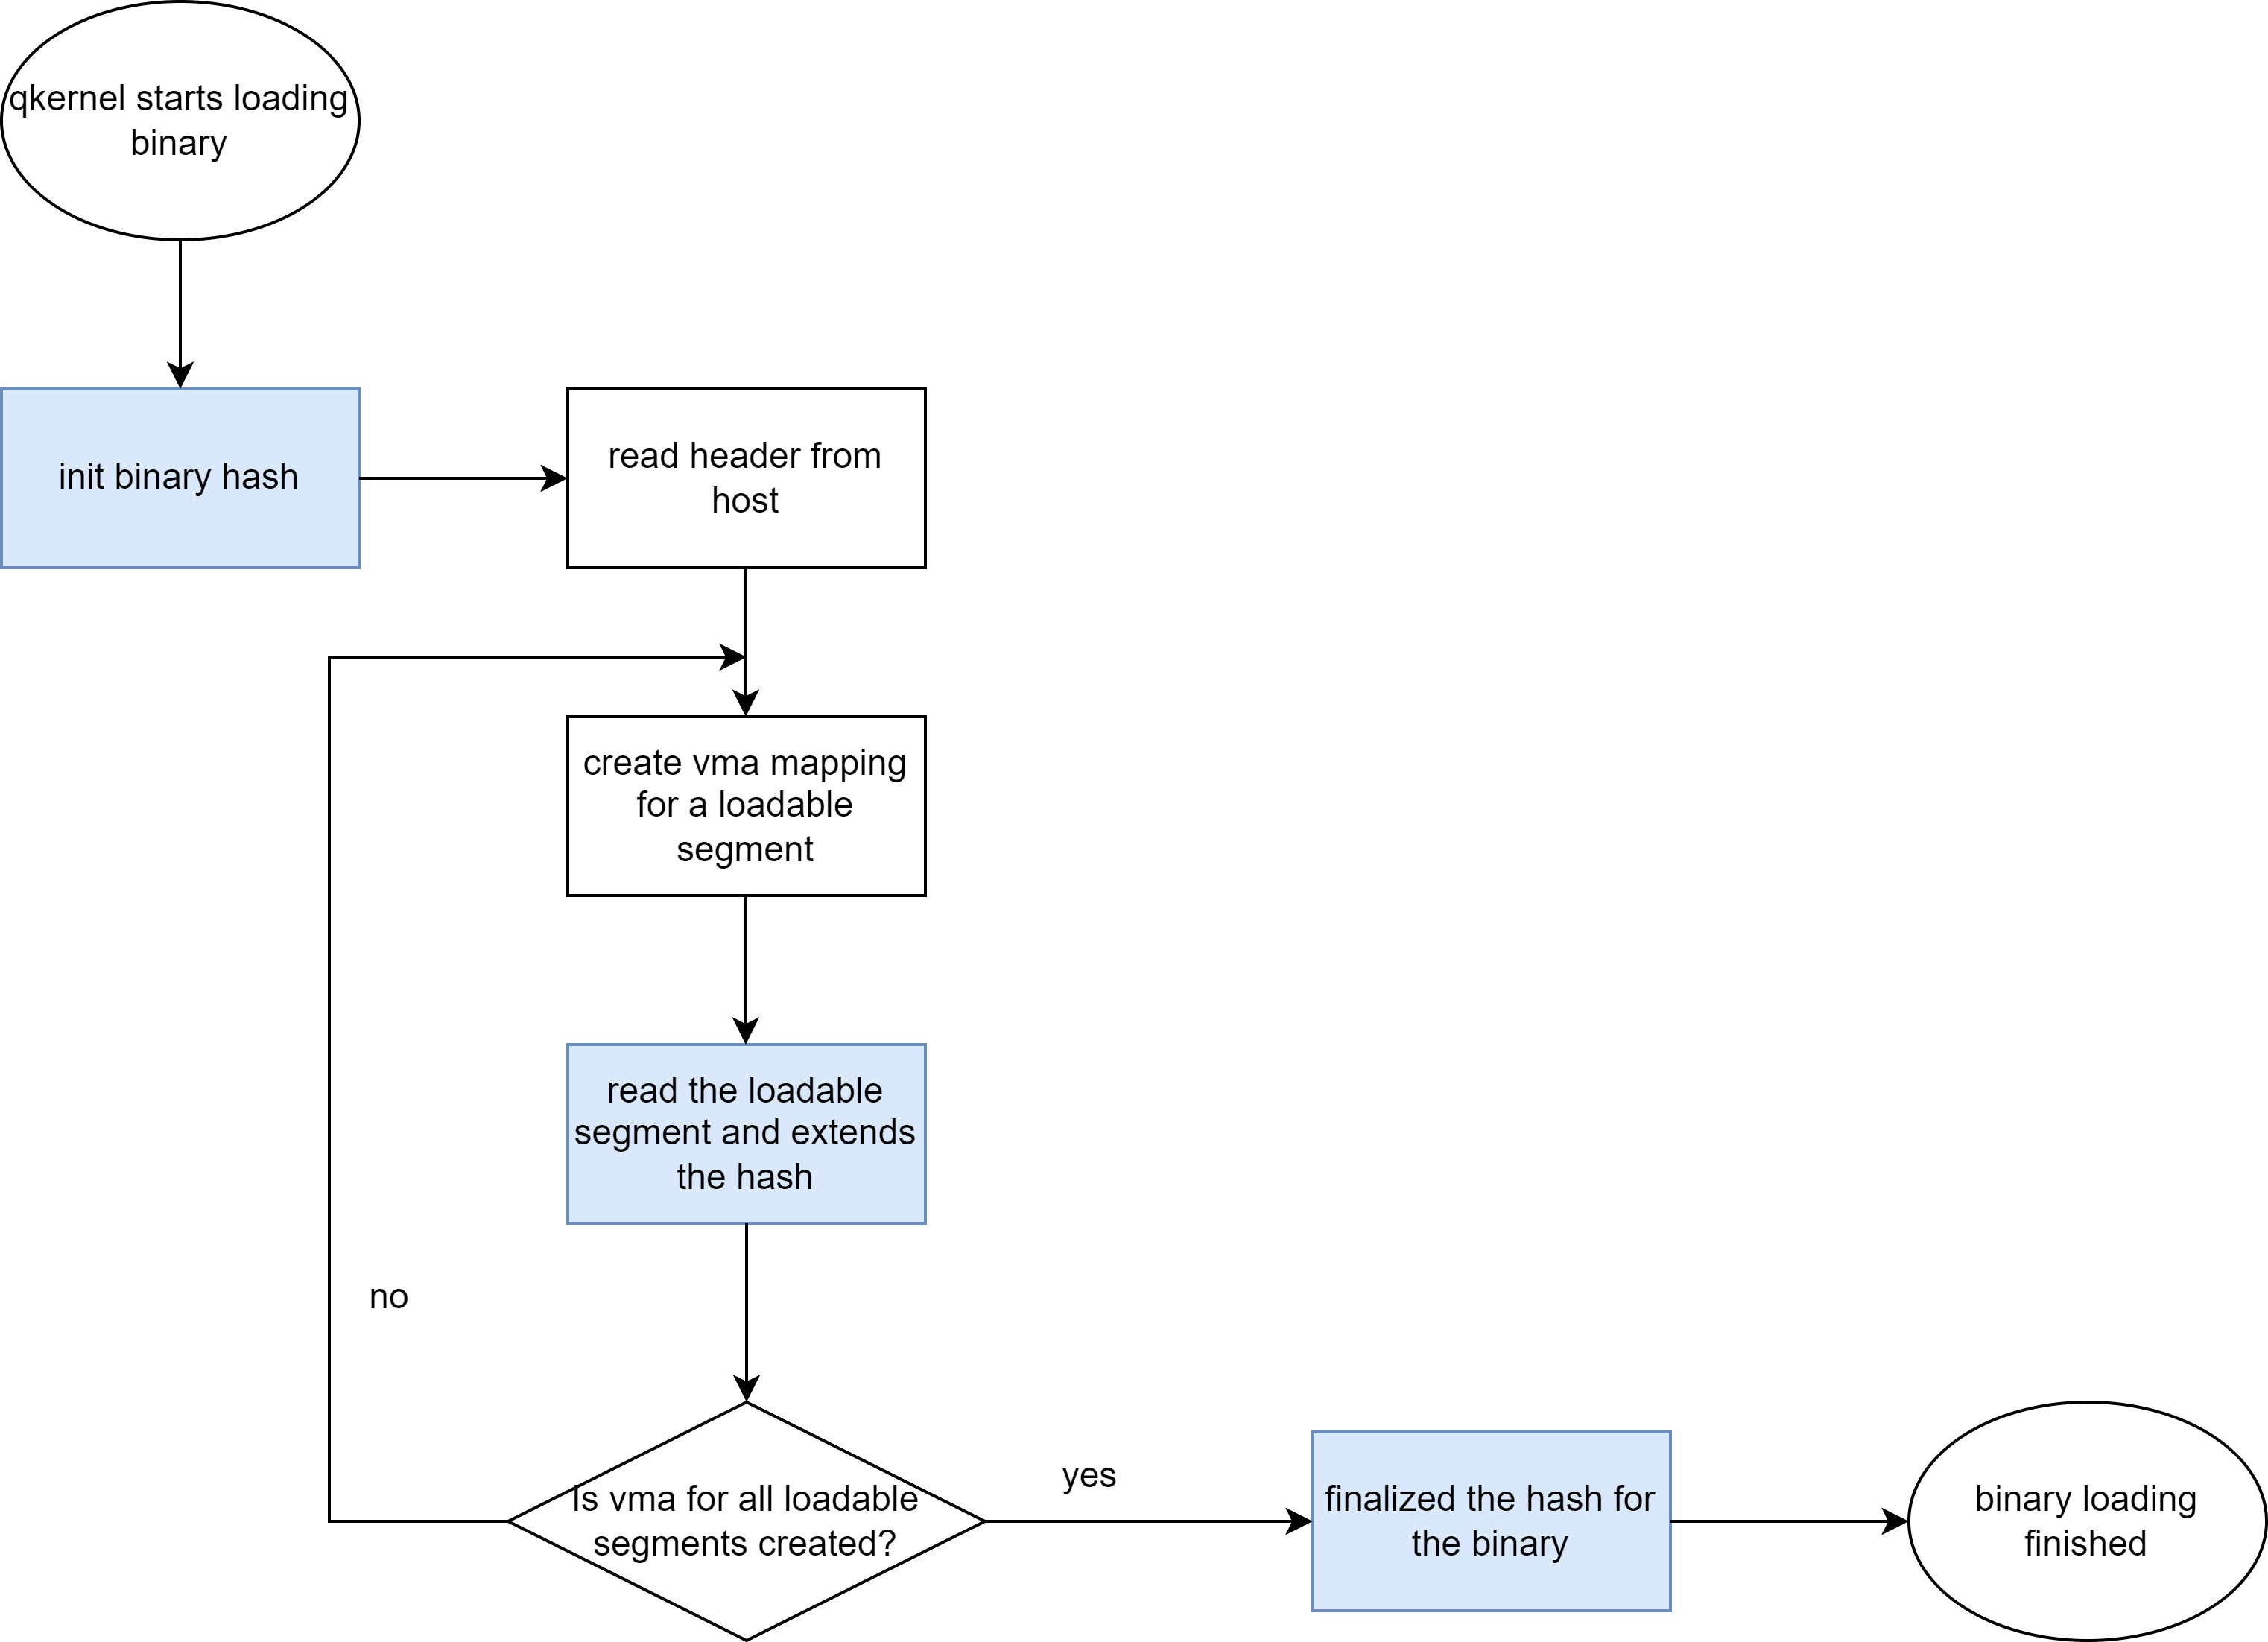 qkernel starts loading
binary
init binary hash
read header from
host
create vma mapping
for a loadable
segment
read the loadable
segment and extends
the hash
no
Is vma for all loadable
segments created?
yes
finalized the hash for
the binary
binary loading
finished